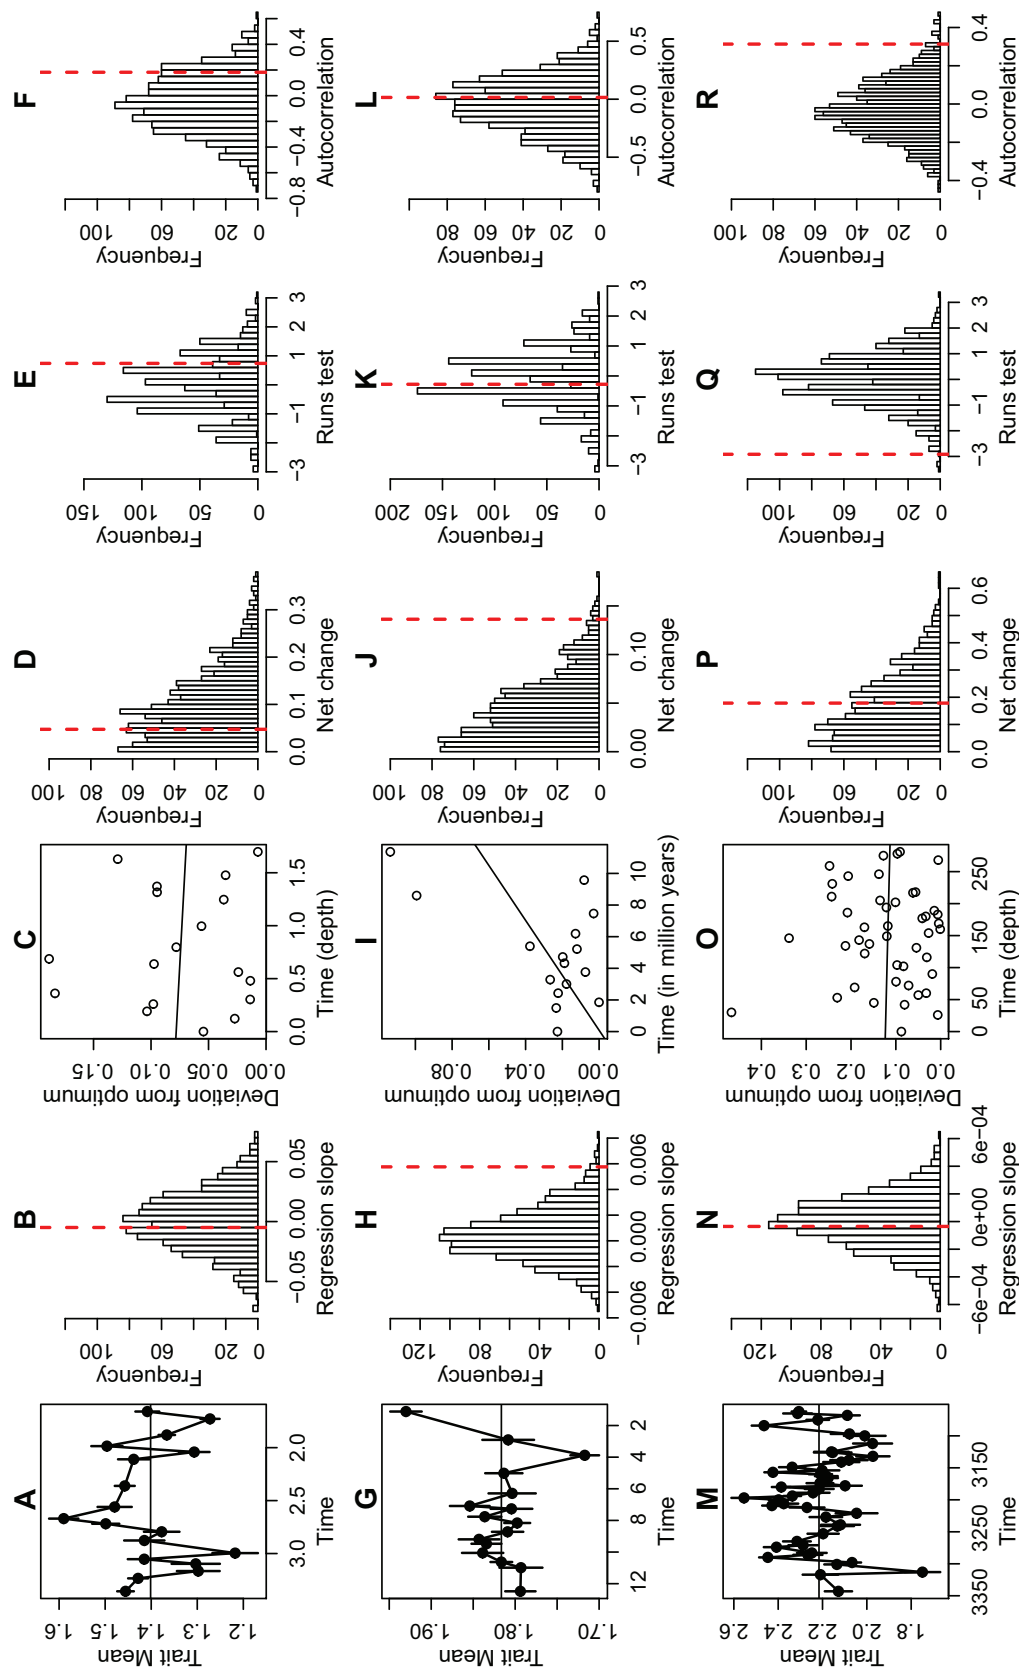 A
Trait Mean
1.6
1.5
1.4
1.3
1.2
3.0 2.5 2.0
Time
B
Frequency
100
60
20
0
−0.05 0.00 0.05
Regression slope
C
Deviation from optimum
0.15
0.10
0.05
0.00
0.0 0.5 1.0 1.5
Time (depth)
D
Frequency
100
80
60
40
20
0
0.0 0.1 0.2 0.3
Net change
E
Frequency
150
100
50
0
−3 −1 1 2 3
Runs test
F
Frequency
100
60
20
0
−0.8 −0.4 0.0 0.4
Autocorrelation
G
Trait Mean
1.90
1.80
1.70
12 10 8 6 4 2
Time
H
Frequency
120
80
40
0
−0.006 0.000 0.006
Regression slope
I
Deviation from optimum
0.08
0.04
0.00
0 2 4 6 8 10
Time (in million years)
J
Frequency
100
80
60
40
20
0
0.00 0.10
Net change
K
Frequency
200
150
100
50
0
−3 −1 1 2 3
Runs test
L
Frequency
80
60
40
20
0
−0.5 0.0 0.5
Autocorrelation
M
Trait Mean
2.6
2.4
2.2
2.0
1.8
3350 3250 3150
Time
N
Frequency
120
80
40
0
−6e−04 0e+00 6e−04
Regression slope
O
Deviation from optimum
0.4
0.3
0.2
0.1
0.0
0 50 150 250
Time (depth)
P
Frequency
100
60
20
0
0.0 0.2 0.4 0.6
Net change
Q
Frequency
100
60
20
0
−3 −1 1 2 3
Runs test
R
Frequency
100
80
60
40
20
0
−0.4 0.0 0.4
Autocorrelation